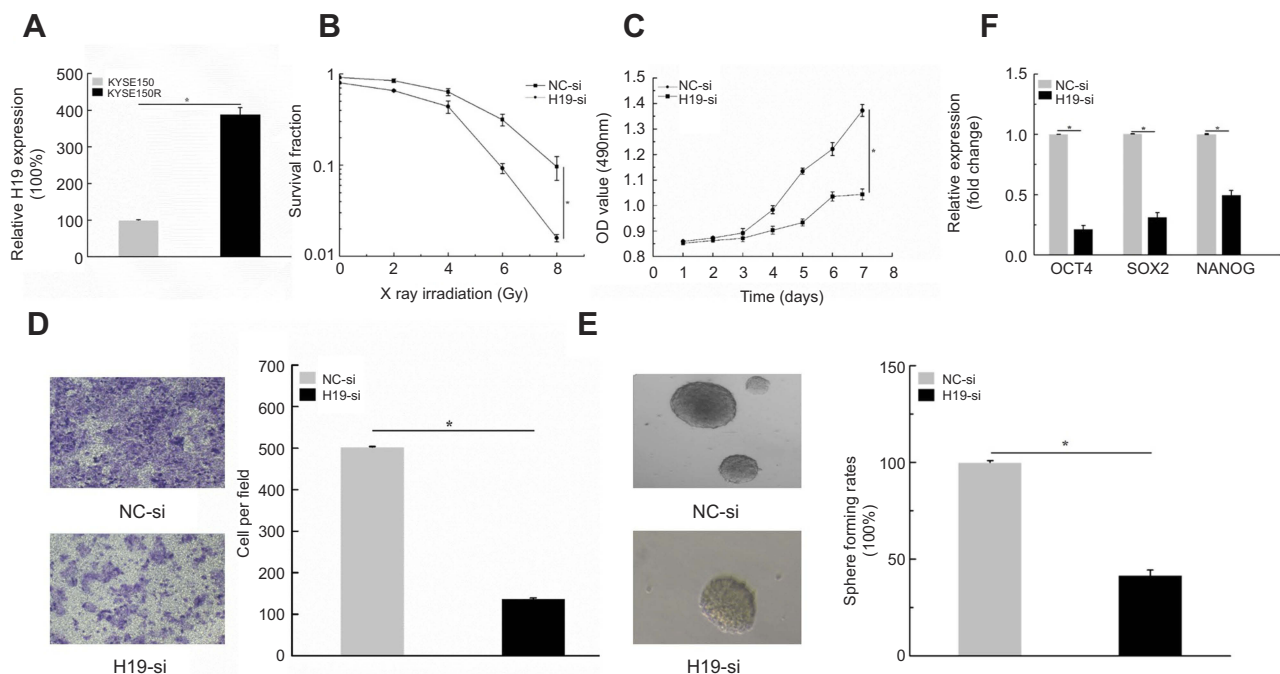 A
Relative H19 expression
(100%)
500
400
300
200
100
0
KYSE150
KYSE150R
*
B
Survival fraction
1
0.1
0.01
NC-si
H19-si
*
0 2 4 6 8
X ray irradiation (Gy)
C
OD value (490nm)
1.5
1.4
1.3
1.2
1.1
1.0
0.9
0.8
NC-si
H19-si
*
0 1 2 3 4 5 6 7 8
Time (days)
F
Relative expression
(fold change)
1.5
1.0
0.5
0.0
NC-si
H19-si
* * *
OCT4 SOX2 NANOG
D
NC-si
H19-si
Cell per field
700
600
500
400
300
200
100
0
NC-si
H19-si
*
E
NC-si
H19-si
Sphere forming rates
(100%)
150
100
50
0
NC-si
H19-si
*